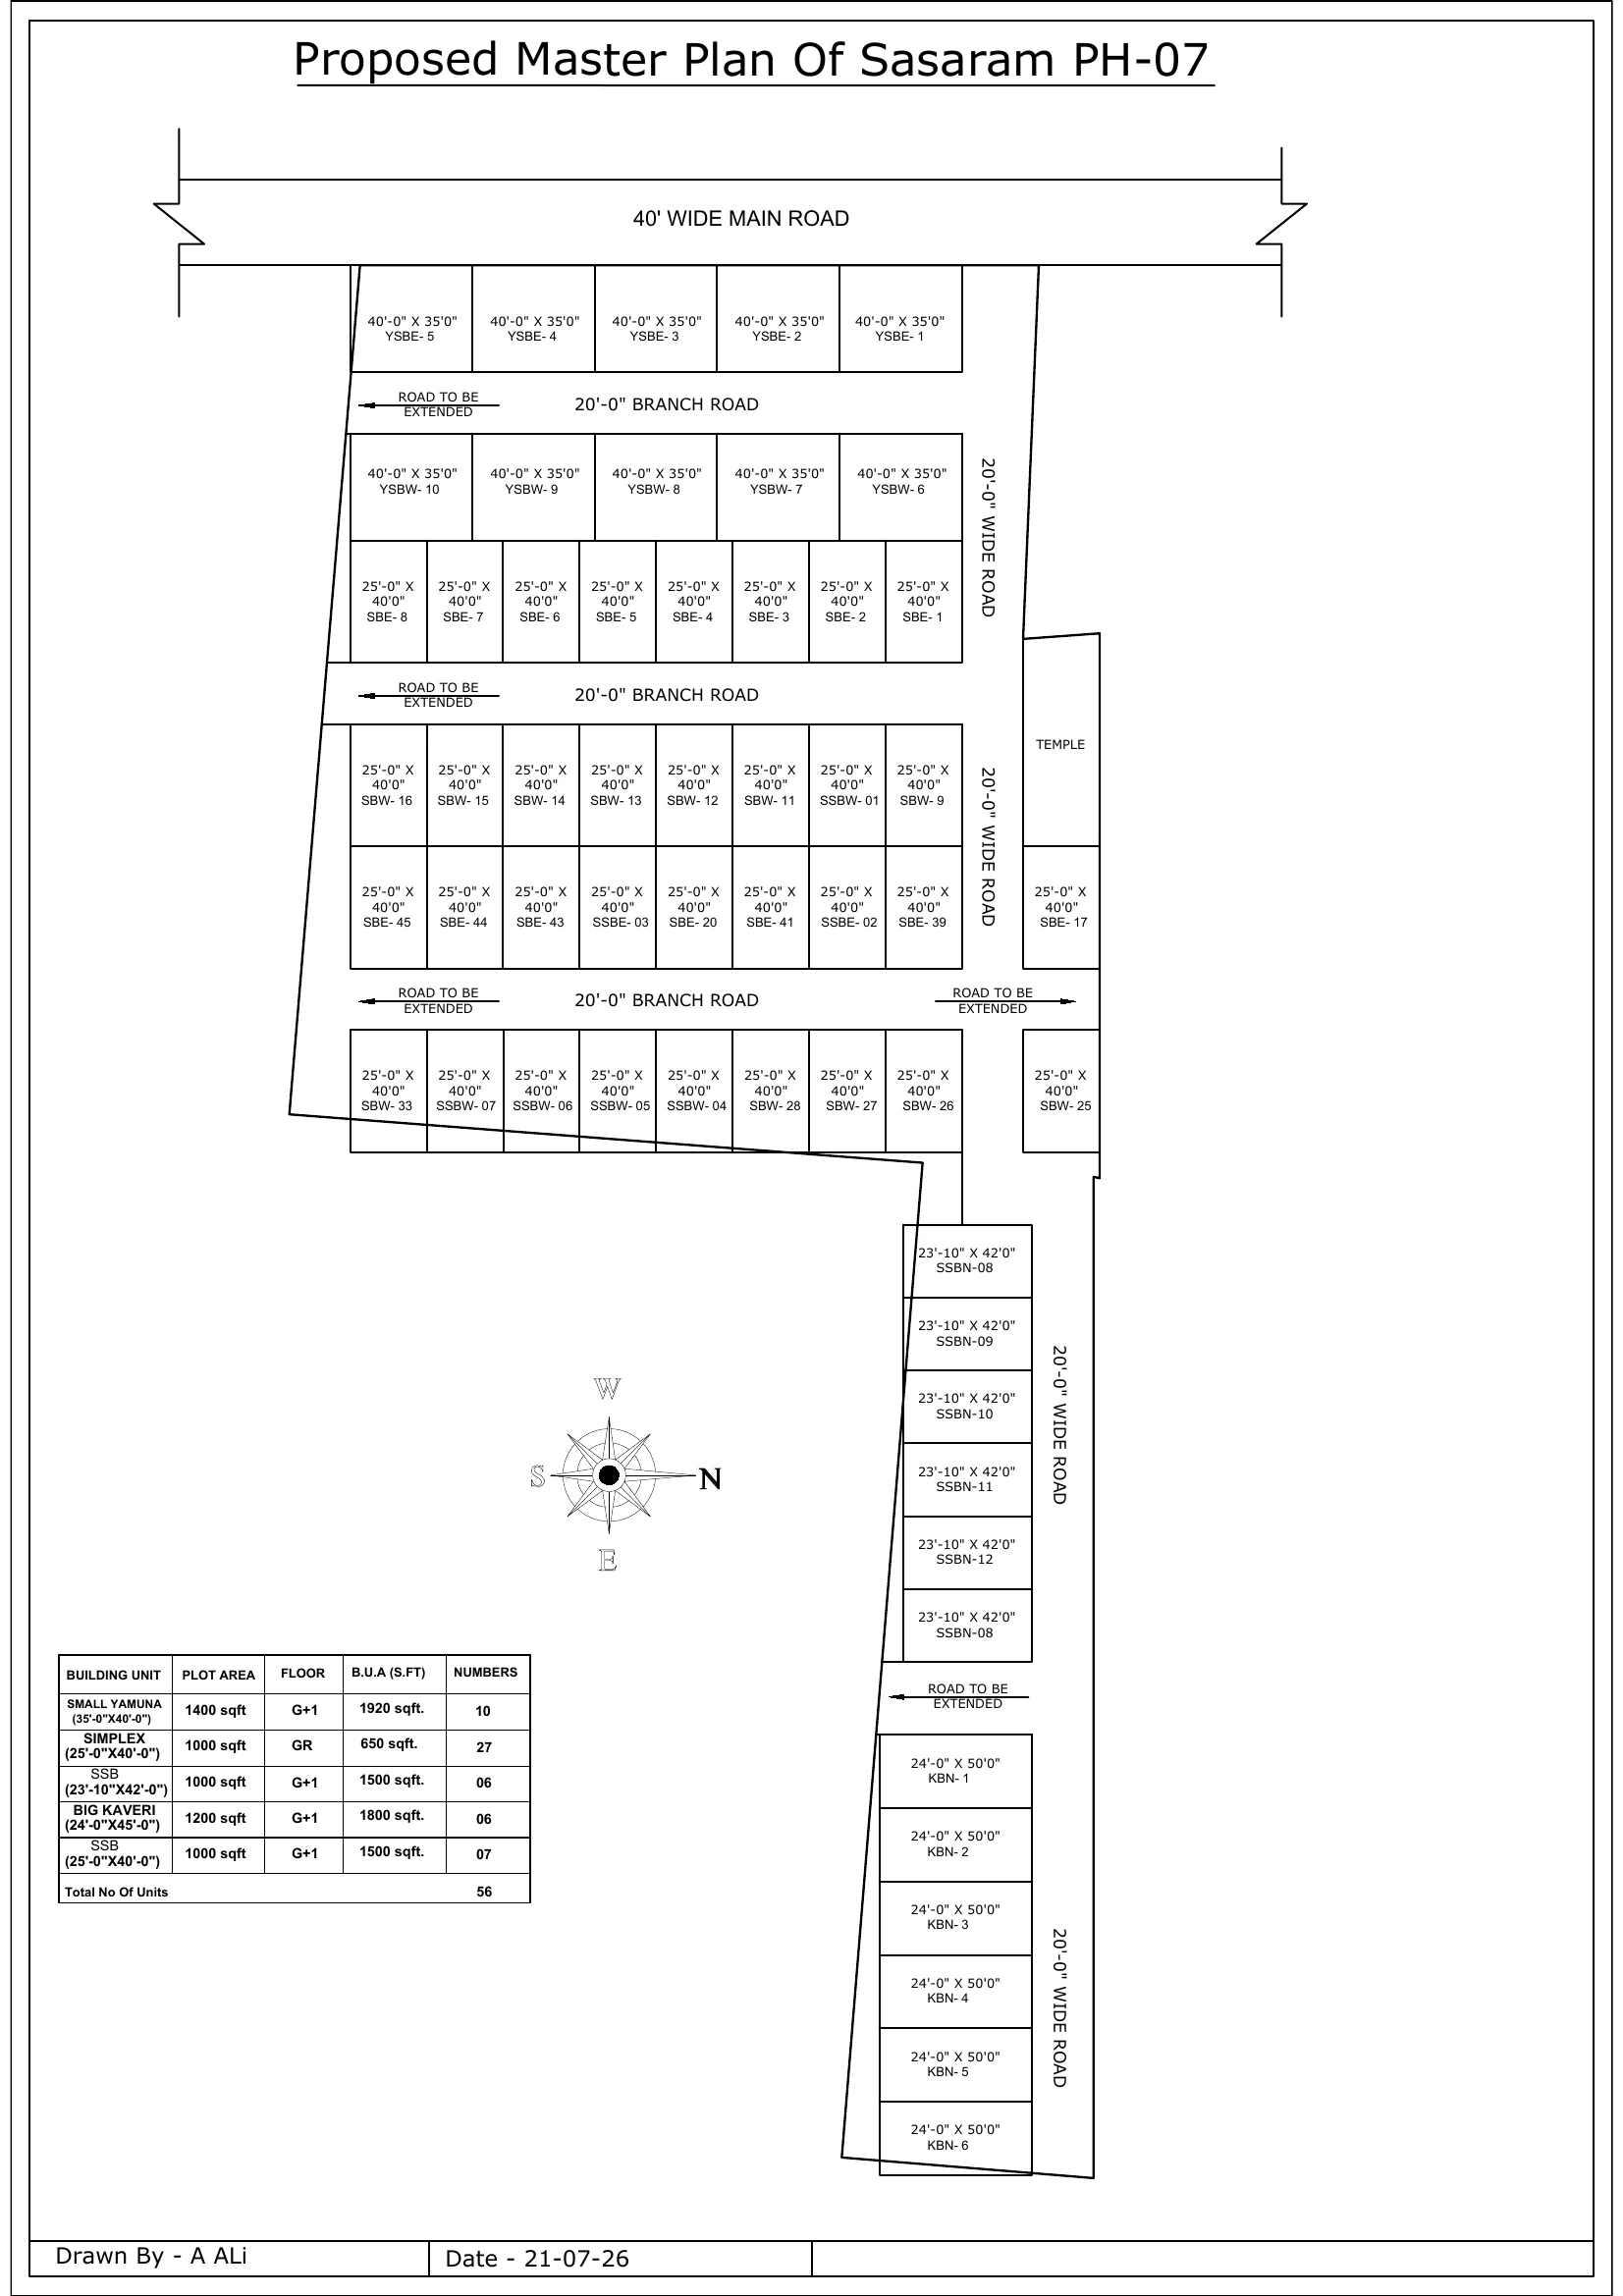 Proposed Master Plan Of Sasaram PH-07
40' WIDE MAIN ROAD
40'-0" X 35'0"
YSBE- 5
40'-0" X 35'0"
YSBE- 4
40'-0" X 35'0"
YSBE- 3
40'-0" X 35'0"
YSBE- 2
40'-0" X 35'0"
YSBE- 1
ROAD TO BE
EXTENDED
20'-0" BRANCH ROAD
40'-0" X 35'0"
YSBW- 10
40'-0" X 35'0"
YSBW- 9
40'-0" X 35'0"
YSBW- 8
40'-0" X 35'0"
YSBW- 7
40'-0" X 35'0"
YSBW- 6
20'-0" WIDE ROAD
25'-0" X
40'0"
SBE- 8
25'-0" X
40'0"
SBE- 7
25'-0" X
40'0"
SBE- 6
25'-0" X
40'0"
SBE- 5
25'-0" X
40'0"
SBE- 4
25'-0" X
40'0"
SBE- 3
25'-0" X
40'0"
SBE- 2
25'-0" X
40'0"
SBE- 1
ROAD TO BE
EXTENDED
20'-0" BRANCH ROAD
TEMPLE
25'-0" X
40'0"
SBW- 16
25'-0" X
40'0"
SBW- 15
25'-0" X
40'0"
SBW- 14
25'-0" X
40'0"
SBW- 13
25'-0" X
40'0"
SBW- 12
25'-0" X
40'0"
SBW- 11
25'-0" X
40'0"
SSBW- 01
25'-0" X
40'0"
SBW- 9
20'-0" WIDE ROAD
25'-0" X
40'0"
SBE- 45
25'-0" X
40'0"
SBE- 44
25'-0" X
40'0"
SBE- 43
25'-0" X
40'0"
SSBE- 03
25'-0" X
40'0"
SBE- 20
25'-0" X
40'0"
SBE- 41
25'-0" X
40'0"
SSBE- 02
25'-0" X
40'0"
SBE- 39
25'-0" X
40'0"
SBE- 17
ROAD TO BE
EXTENDED
20'-0" BRANCH ROAD
ROAD TO BE
EXTENDED
25'-0" X
40'0"
SBW- 33
25'-0" X
40'0"
SSBW- 07
25'-0" X
40'0"
SSBW- 06
25'-0" X
40'0"
SSBW- 05
25'-0" X
40'0"
SSBW- 04
25'-0" X
40'0"
SBW- 28
25'-0" X
40'0"
SBW- 27
25'-0" X
40'0"
SBW- 26
25'-0" X
40'0"
SBW- 25
23'-10" X 42'0"
SSBN-08
23'-10" X 42'0"
SSBN-09
23'-10" X 42'0"
SSBN-10
23'-10" X 42'0"
SSBN-11
23'-10" X 42'0"
SSBN-12
23'-10" X 42'0"
SSBN-08
20'-0" WIDE ROAD
W
S
N
E
ROAD TO BE
EXTENDED
24'-0" X 50'0"
KBN- 1
24'-0" X 50'0"
KBN- 2
24'-0" X 50'0"
KBN- 3
24'-0" X 50'0"
KBN- 4
24'-0" X 50'0"
KBN- 5
24'-0" X 50'0"
KBN- 6
20'-0" WIDE ROAD
BUILDING UNIT PLOT AREA FLOOR B.U.A (S.FT) NUMBERS
SMALL YAMUNA
(35'-0"X40'-0") 1400 sqft G+1 1920 sqft. 10
SIMPLEX
(25'-0"X40'-0") 1000 sqft GR 650 sqft. 27
SSB
(23'-10"X42'-0") 1000 sqft G+1 1500 sqft. 06
BIG KAVERI
(24'-0"X45'-0") 1200 sqft G+1 1800 sqft. 06
SSB
(25'-0"X40'-0") 1000 sqft G+1 1500 sqft. 07
Total No Of Units 56
Drawn By - A ALi
Date - 21-07-26